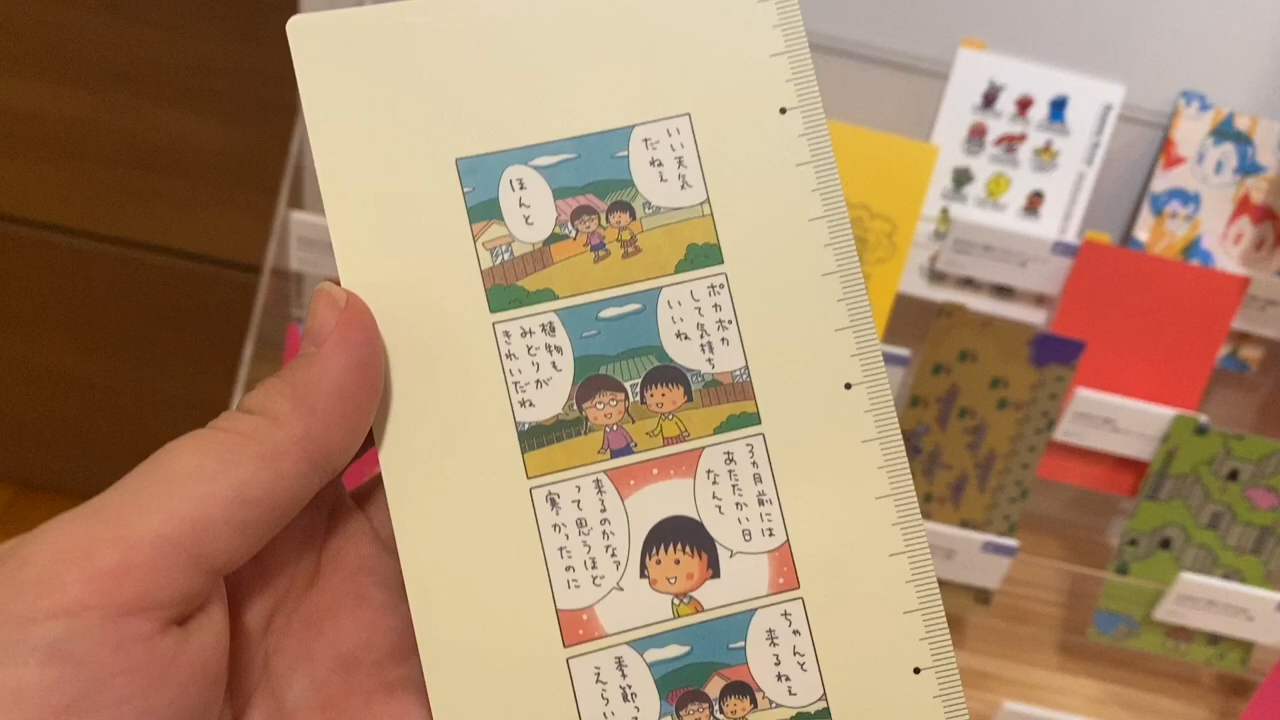 いい天気
だねぇ
ほんと
ポカポカ
して気持ち
いいね
植物も
みどりが
きれいだね
3ヵ月前には
あたたかい日
なんて
来るのかなァ
って思うほど
寒かったのに
ちゃんと
来るねぇ
季節って
えらい